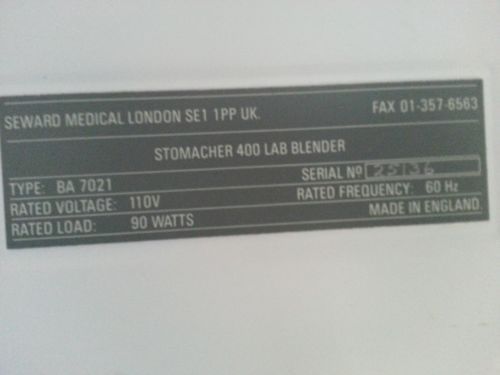 SEWARD MEDICAL LONDON SE1 1PP UK. FAX 01-357-6563
STOMACHER 400 LAB BLENDER
TYPE: BA 7021 SERIAL Nº 25136
RATED VOLTAGE: 110V RATED FREQUENCY: 60 Hz
RATED LOAD: 90 WATTS MADE IN ENGLAND.